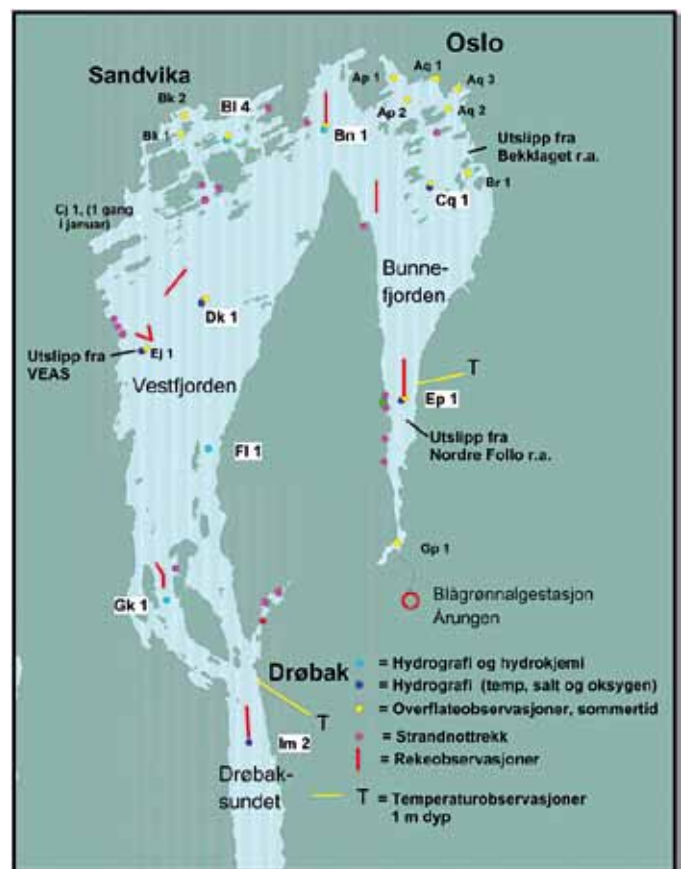 Oslo
Sandvika
Ap 1
Aq 1
Aq 3
Ap 2
Aq 2
Bk 2
Bl 4
Bk 1
Bn 1
Utslipp fra
Bekklaget r.a.
Br 1
Cq 1
Cj 1, (1 gang
i januar)
Bunne-
fjorden
Dk 1
Utslipp fra
VEAS
Ej 1
Vestfjorden
T
Ep 1
Utslipp fra
Nordre Follo r.a.
Fl 1
Gp 1
Blågrønnalgestasjon
Årungen
Gk 1
Drøbak
= Hydrografi og hydrokjemi
= Hydrografi (temp, salt og oksygen)
= Overflateobservasjoner, sommertid
T
Im 2
= Strandnottrekk
= Rekeobservasjoner
Drøbak-
sundet
T = Temperaturobservasjoner
1 m dyp